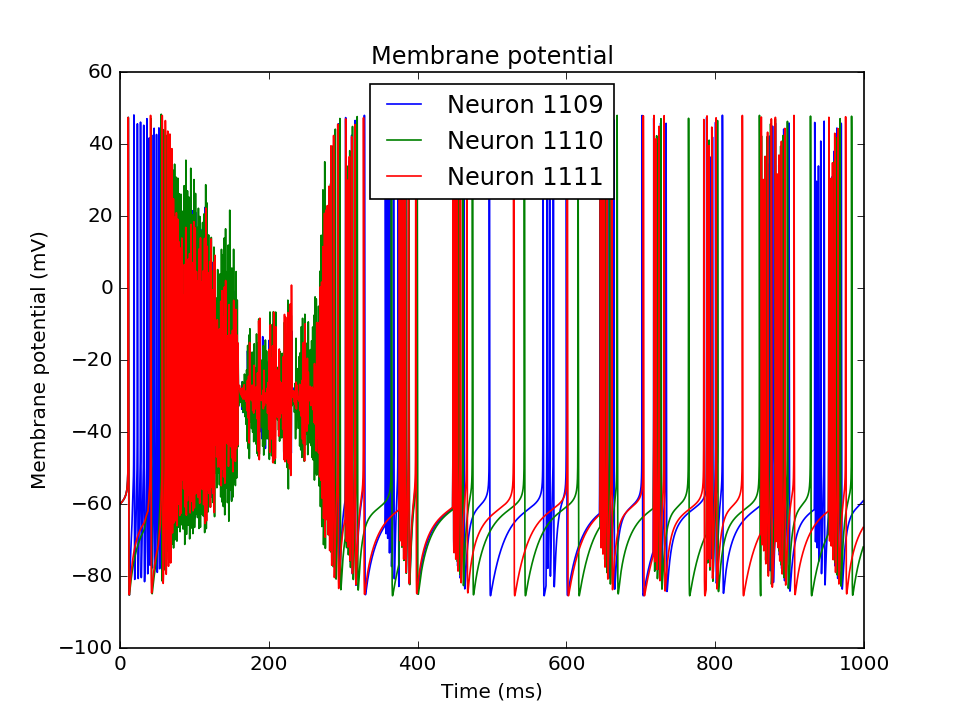 Membrane potential
60
40
20
0
−20
−40
−60
−80
−100
Membrane potential (mV)
Neuron 1109
Neuron 1110
Neuron 1111
0 200 400 600 800 1000
Time (ms)